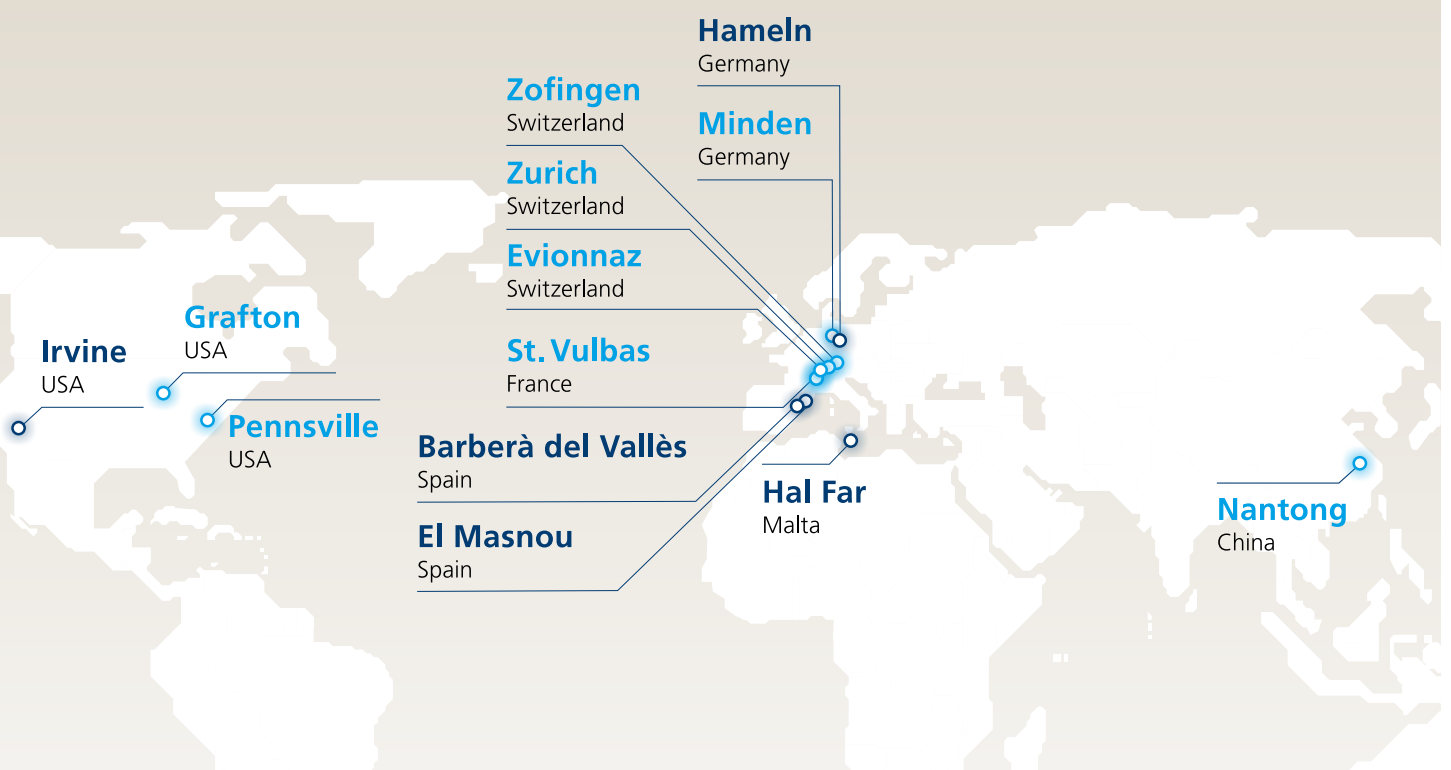 Hameln
Germany
Zofingen
Switzerland
Minden
Germany
Zurich
Switzerland
Evionnaz
Switzerland
Grafton
USA
Irvine
USA
St. Vulbas
France
Pennsville
USA
Barberà del Vallès
Spain
Hal Far
Malta
Nantong
China
El Masnou
Spain